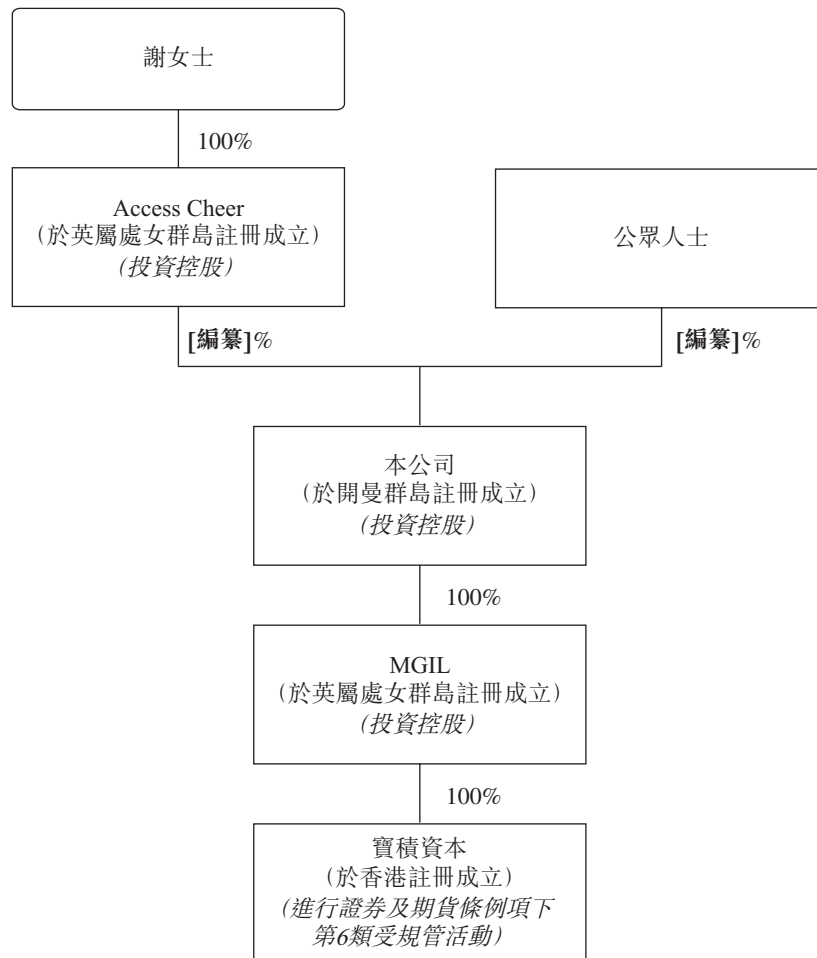 謝女士
100%
Access Cheer
（於英屬處女群島註冊成立）
（投資控股）
公眾人士
[編纂]%
[編纂]%
本公司
（於開曼群島註冊成立）
（投資控股）
100%
MGIL
（於英屬處女群島註冊成立）
（投資控股）
100%
寶積資本
（於香港註冊成立）
（進行證券及期貨條例項下
第6類受規管活動）